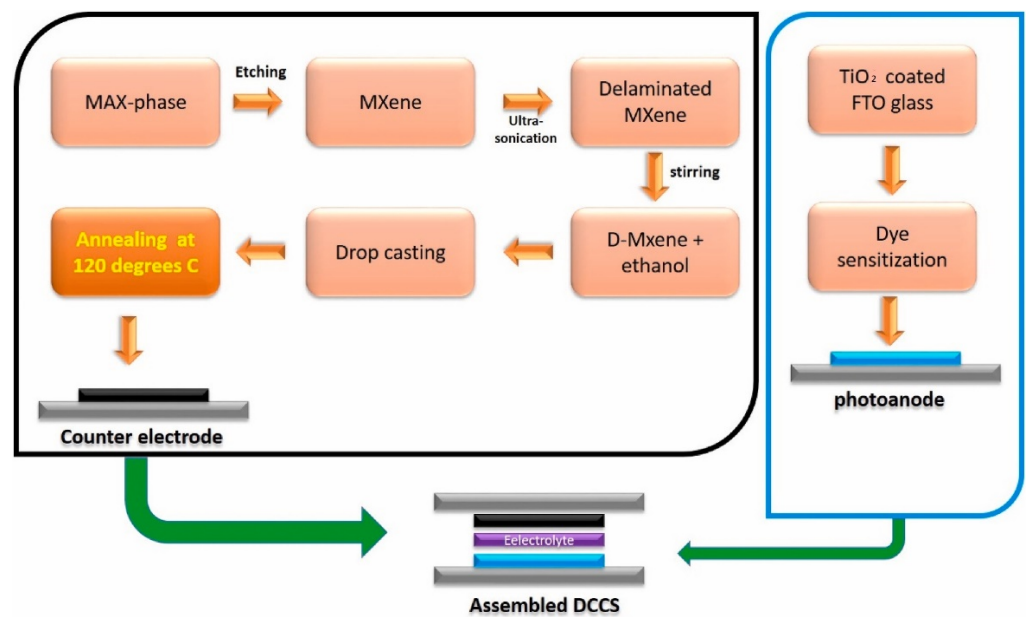 MAX-phase
Etching
MXene
Ultra-
sonication
Delaminated
MXene
stirring
D-Mxene +
ethanol
Drop casting
Annealing at
120 degrees C
Counter electrode
TiO₂ coated
FTO glass
Dye
sensitization
photoanode
Eelectrolyte
Assembled DCCS